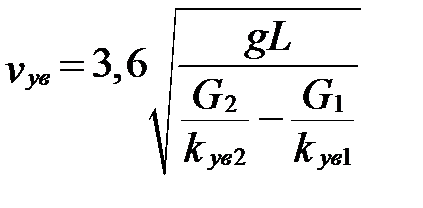 v_ув = 3,6 √(gL / (G₂/k_ув2 − G₁/k_ув1))